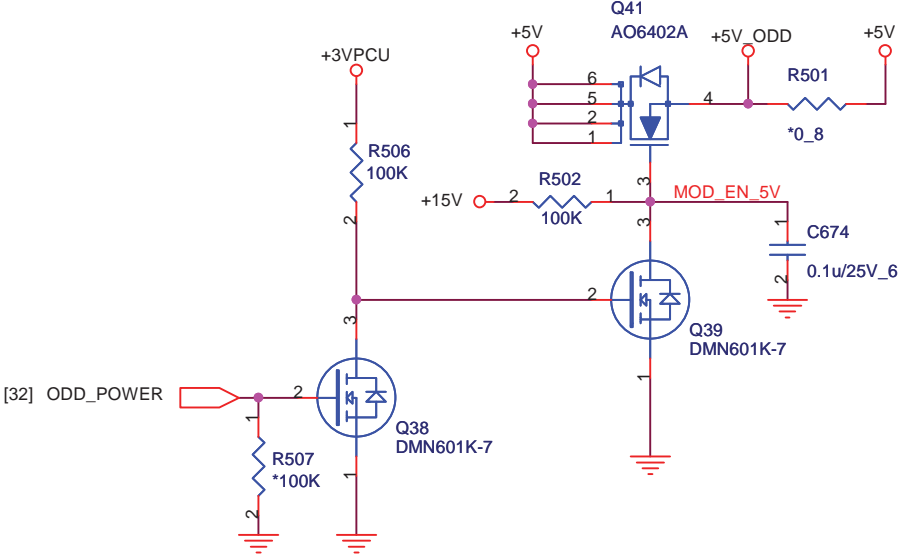 Q41
AO6402A
+5V
+5V_ODD
+5V
+3VPCU
6
5
2
1
4
R501
*0_8
1
R506
100K
2
3
+15V
2
R502
100K
1
MOD_EN_5V
3
1
C674
0.1u/25V_6
2
2
Q39
DMN601K-7
1
3
[32] ODD_POWER
2
Q38
DMN601K-7
1
R507
*100K
2
1